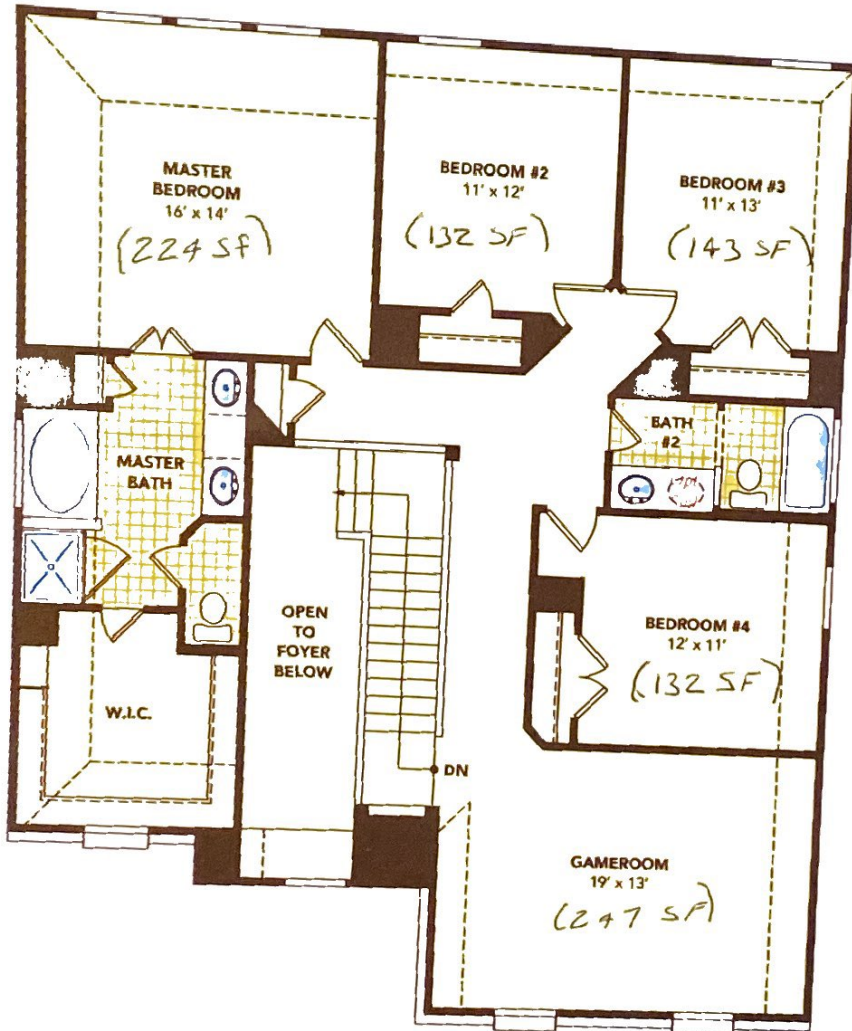 MASTER
BEDROOM
16' x 14'
(224 Sf)
BEDROOM #2
11' x 12'
(132 SF)
BEDROOM #3
11' x 13'
(143 SF)
MASTER
BATH
BATH
#2
OPEN
TO
FOYER
BELOW
BEDROOM #4
12' x 11'
(132 SF)
W.I.C.
DN
GAMEROOM
19' x 13'
(247 SF)